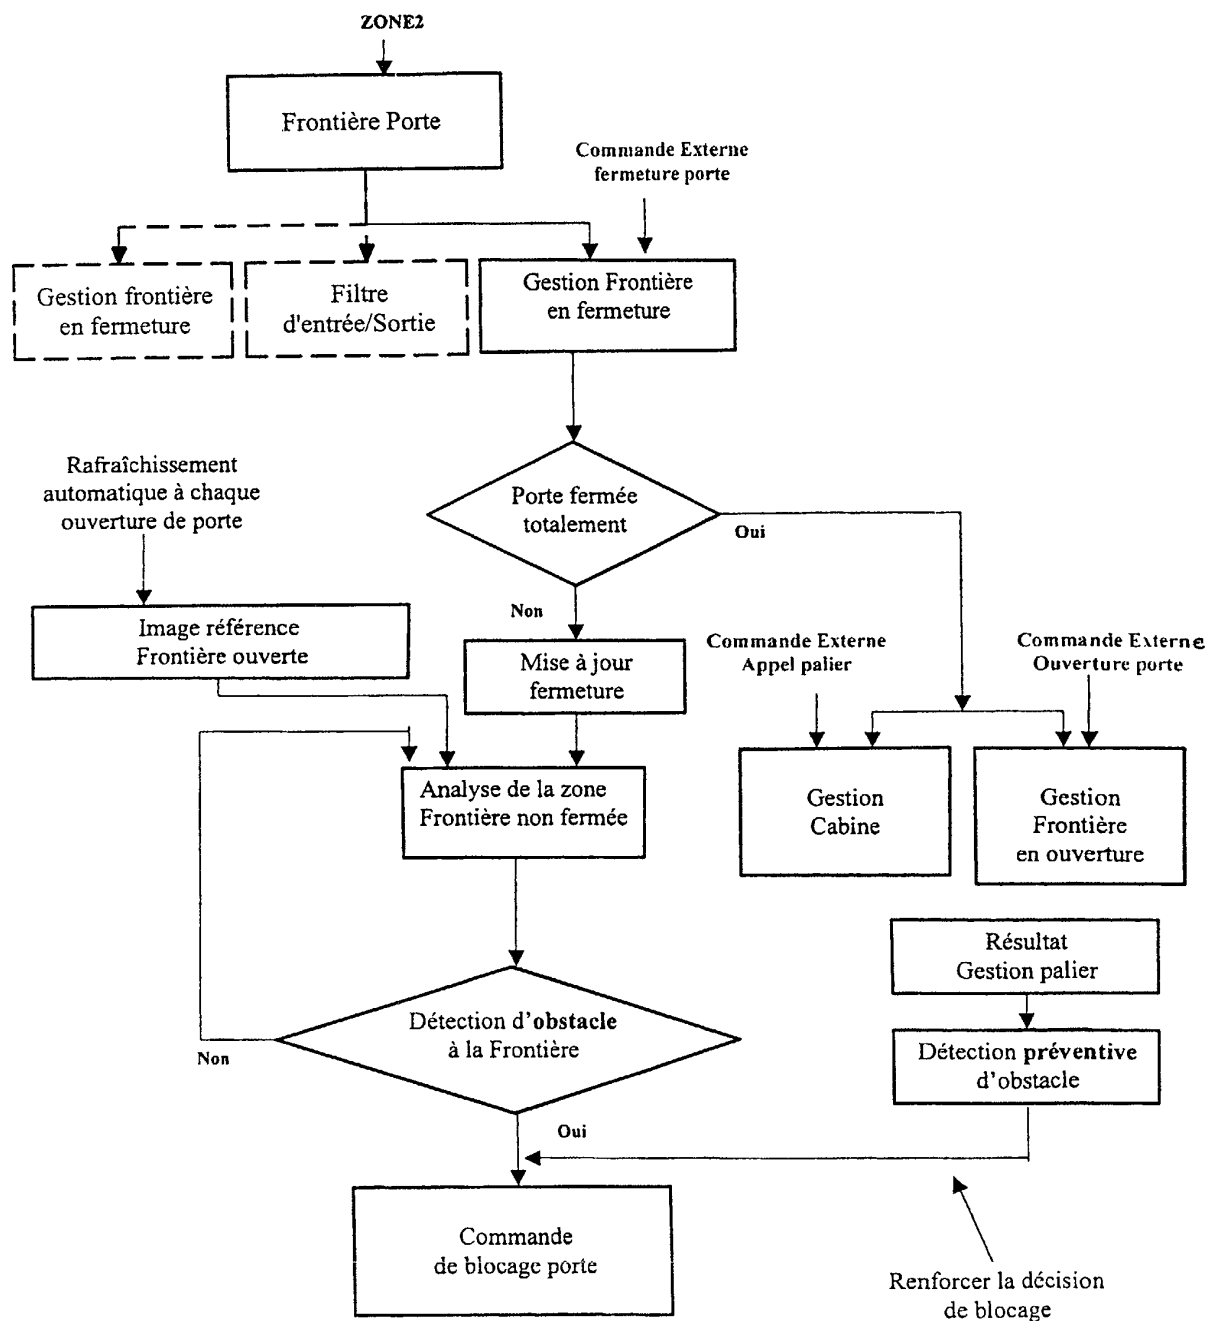 ZONE2
Frontière Porte
Commande Externe
fermeture porte
Gestion frontière
en fermeture
Filtre
d'entrée/Sortie
Gestion Frontière
en fermeture
Rafraîchissement
automatique à chaque
ouverture de porte
Porte fermée
totalement
Oui
Non
Image référence
Frontière ouverte
Mise à jour
fermeture
Commande Externe
Appel palier
Commande Externe
Ouverture porte
Analyse de la zone
Frontière non fermée
Gestion
Cabine
Gestion
Frontière
en ouverture
Résultat
Gestion palier
Détection d'obstacle
à la Frontière
Non
Détection préventive
d'obstacle
Oui
Commande
de blocage porte
Renforcer la décision
de blocage